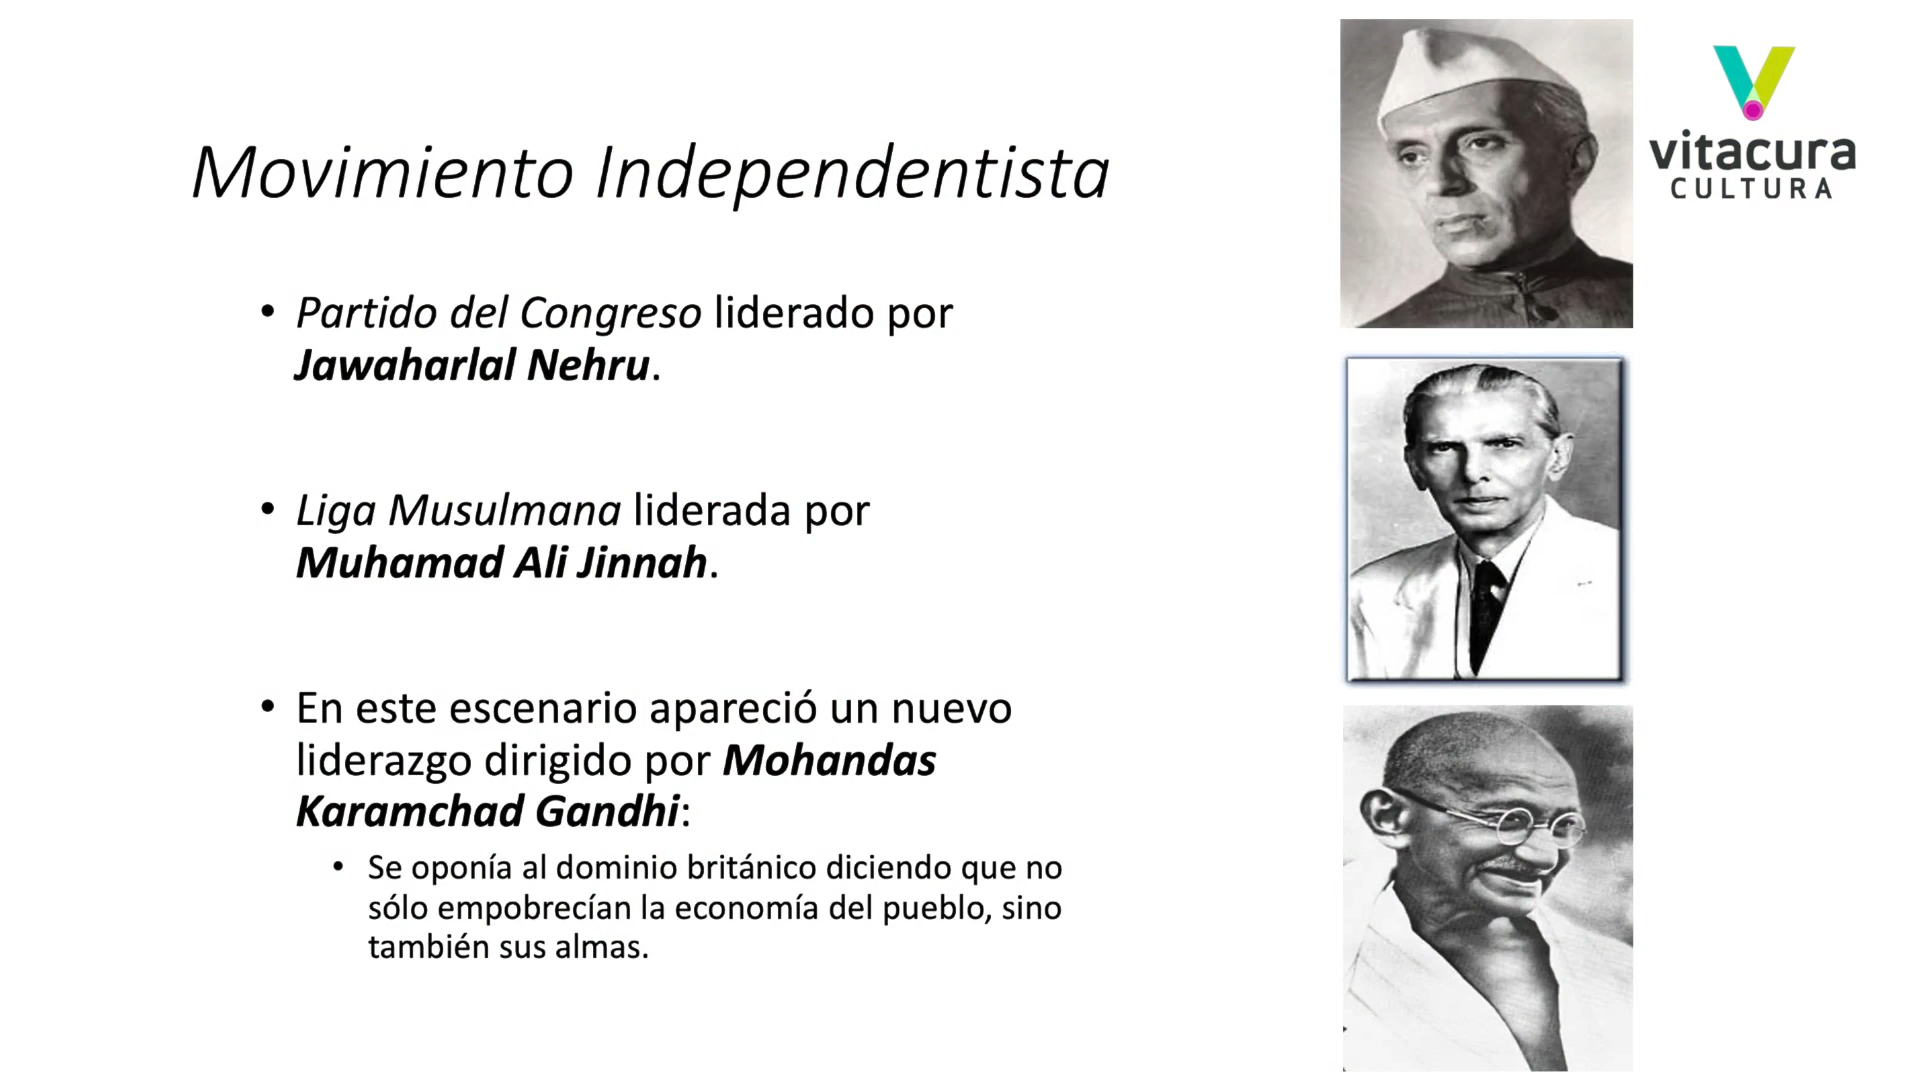 Movimiento Independentista
vitacura
CULTURA
• Partido del Congreso liderado por
Jawaharlal Nehru.
• Liga Musulmana liderada por
Muhamad Ali Jinnah.
• En este escenario apareció un nuevo
liderazgo dirigido por Mohandas
Karamchad Gandhi:
• Se oponía al dominio británico diciendo que no
sólo empobrecían la economía del pueblo, sino
también sus almas.